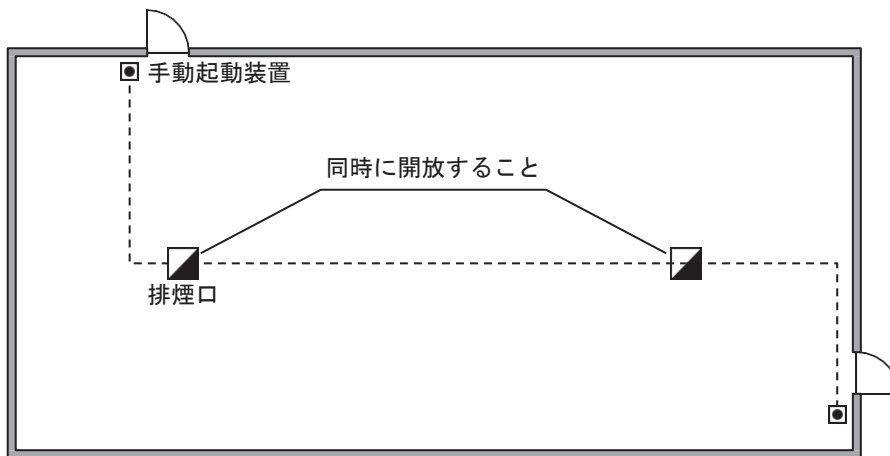 手動起動装置
同時に開放すること
排煙口